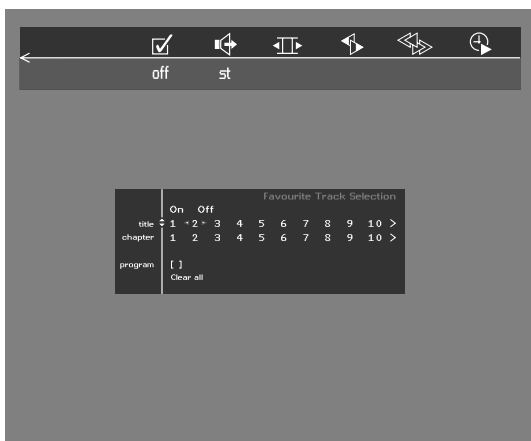 off st
Favourite Track Selection
On Off
title 1 2 3 4 5 6 7 8 9 10 >
chapter 1 2 3 4 5 6 7 8 9 10 >
program [ ]
Clear all